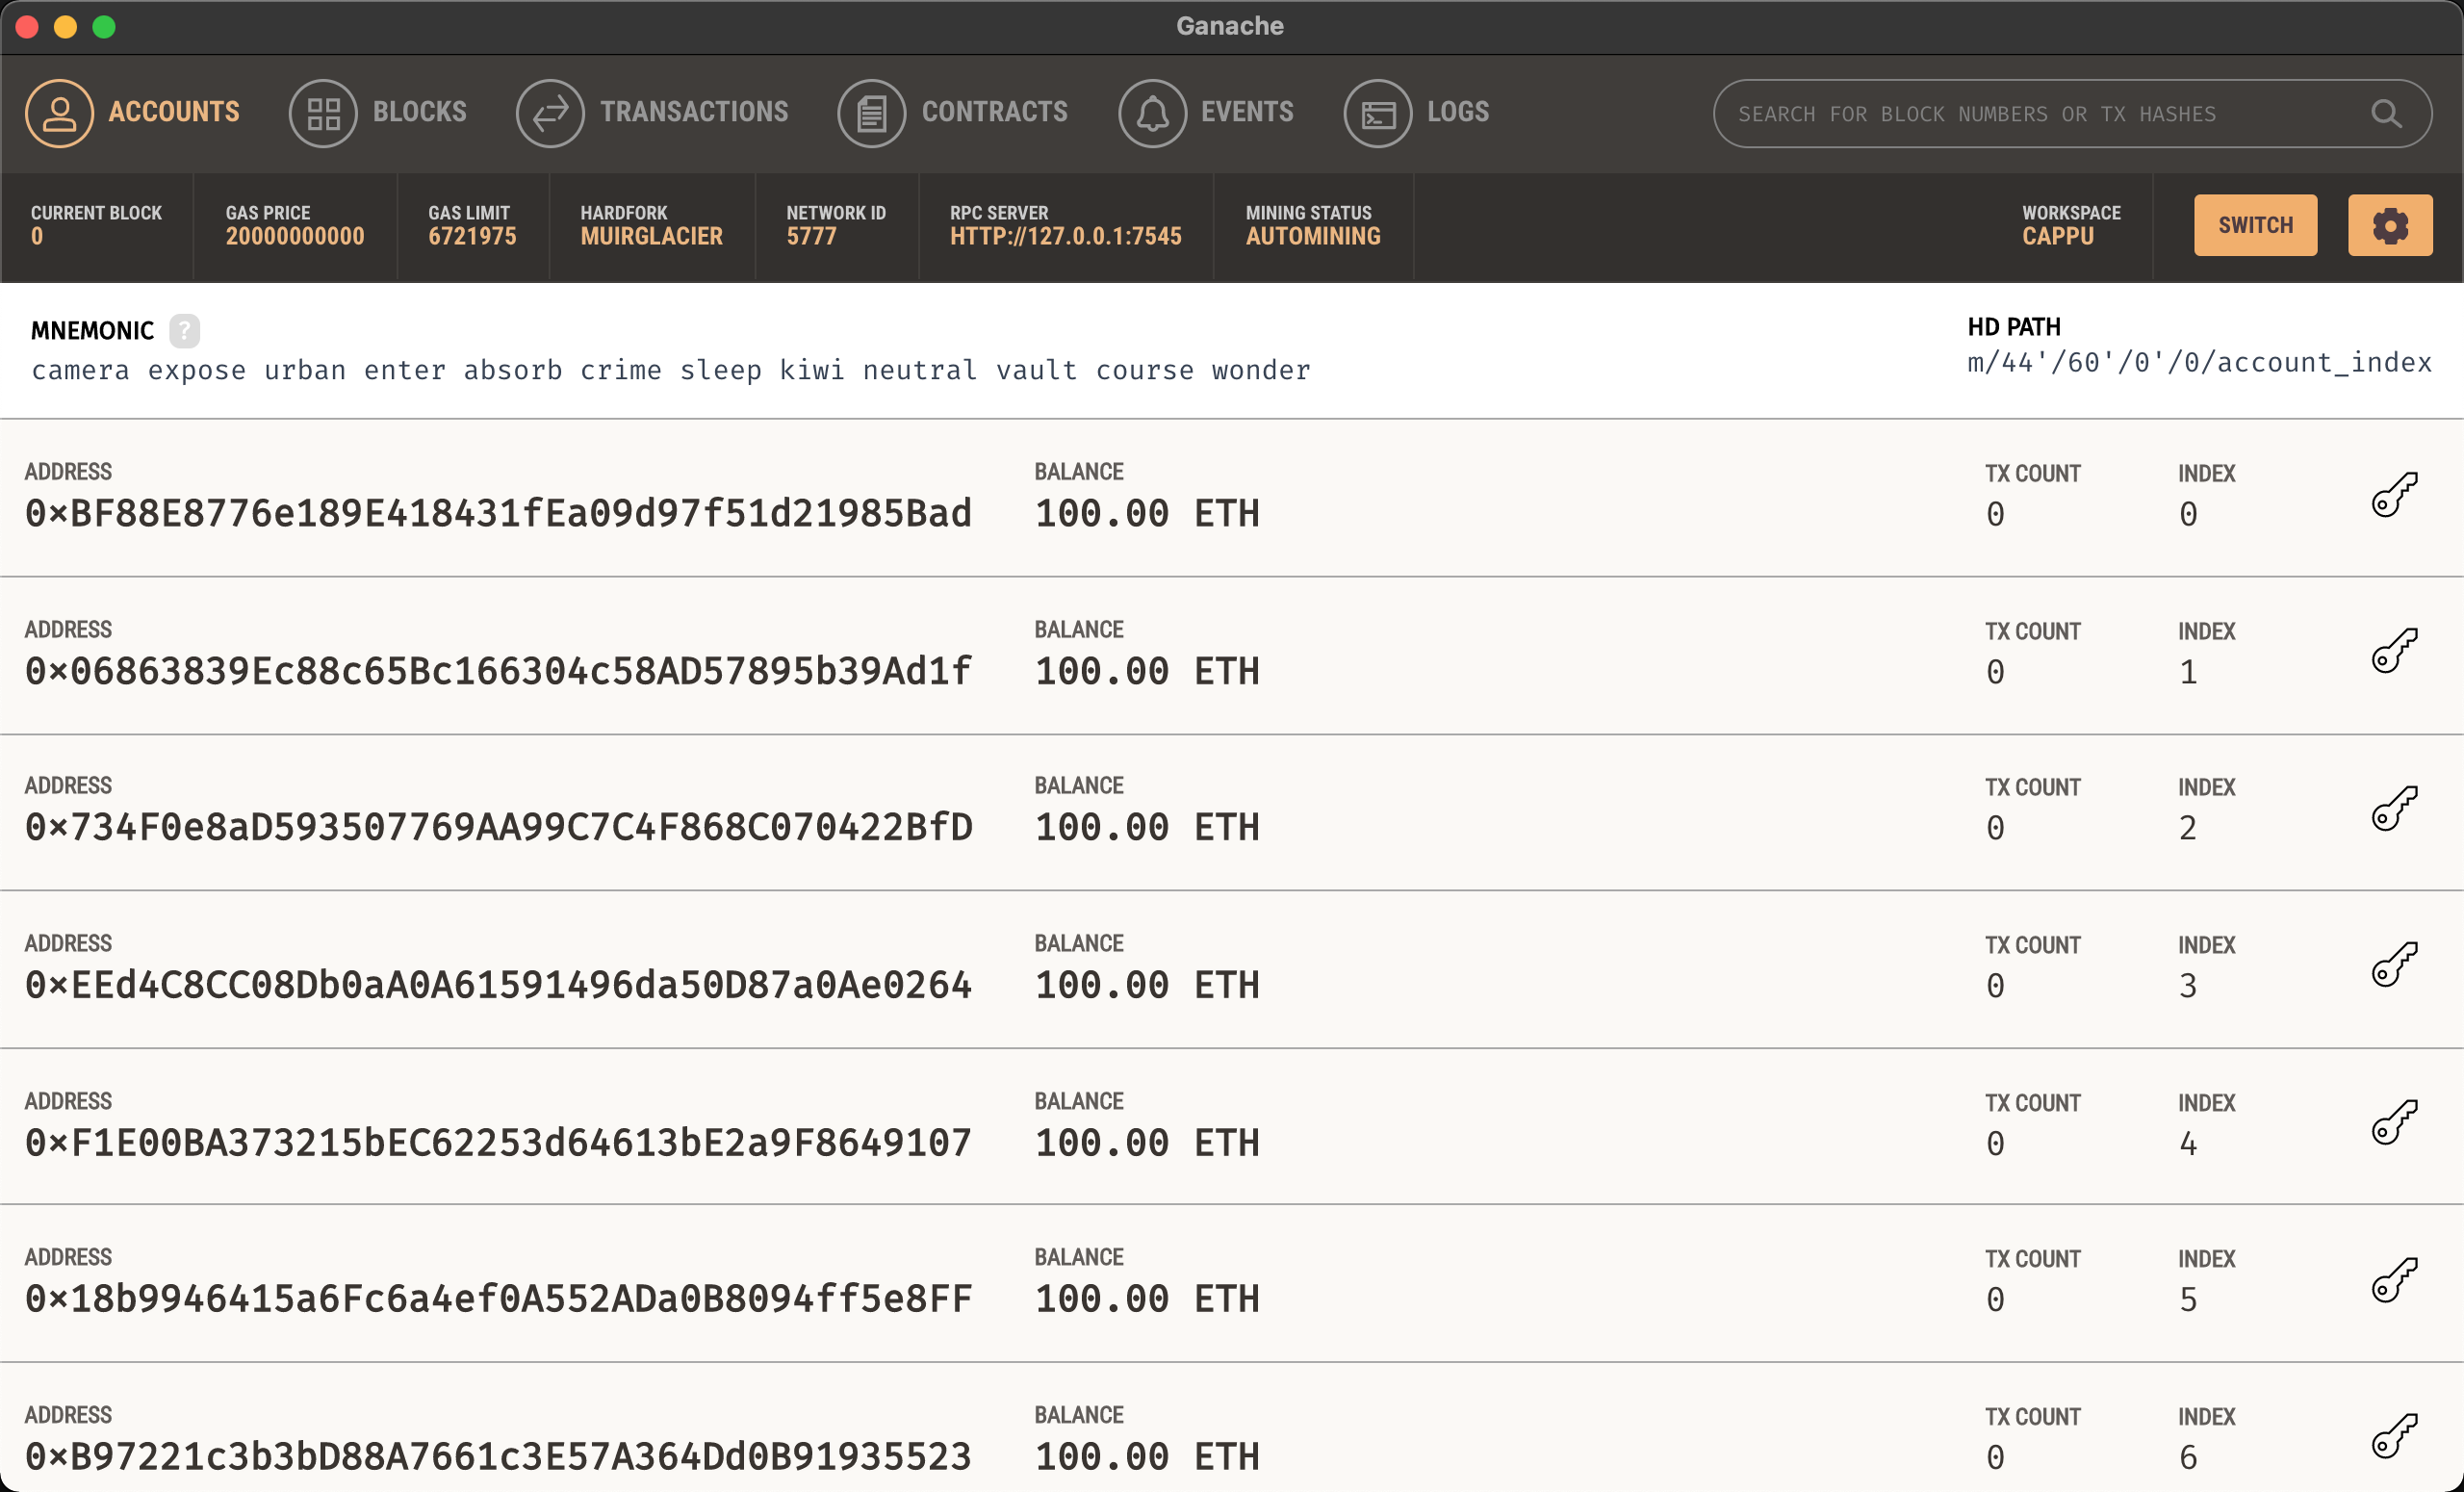 Ganache
ACCOUNTS BLOCKS TRANSACTIONS CONTRACTS EVENTS LOGS SEARCH FOR BLOCK NUMBERS OR TX HASHES
CURRENT BLOCK GAS PRICE GAS LIMIT HARDFORK NETWORK ID RPC SERVER MINING STATUS WORKSPACE
0 20000000000 6721975 MUIRGLACIER 5777 HTTP://127.0.0.1:7545 AUTOMINING CAPPU SWITCH
MNEMONIC ? HD PATH
camera expose urban enter absorb crime sleep kiwi neutral vault course wonder m/44'/60'/0'/0/account_index
ADDRESS BALANCE TX COUNT INDEX
0×BF88E8776e189E418431fEa09d97f51d21985Bad 100.00 ETH 0 0
ADDRESS BALANCE TX COUNT INDEX
0×06863839Ec88c65Bc166304c58AD57895b39Ad1f 100.00 ETH 0 1
ADDRESS BALANCE TX COUNT INDEX
0×734F0e8aD593507769AA99C7C4F868C070422BfD 100.00 ETH 0 2
ADDRESS BALANCE TX COUNT INDEX
0×EEd4C8CC08Db0aA0A61591496da50D87a0Ae0264 100.00 ETH 0 3
ADDRESS BALANCE TX COUNT INDEX
0×F1E00BA373215bEC62253d64613bE2a9F8649107 100.00 ETH 0 4
ADDRESS BALANCE TX COUNT INDEX
0×18b9946415a6Fc6a4ef0A552ADa0B8094ff5e8FF 100.00 ETH 0 5
ADDRESS BALANCE TX COUNT INDEX
0×B97221c3b3bD88A7661c3E57A364Dd0B91935523 100.00 ETH 0 6